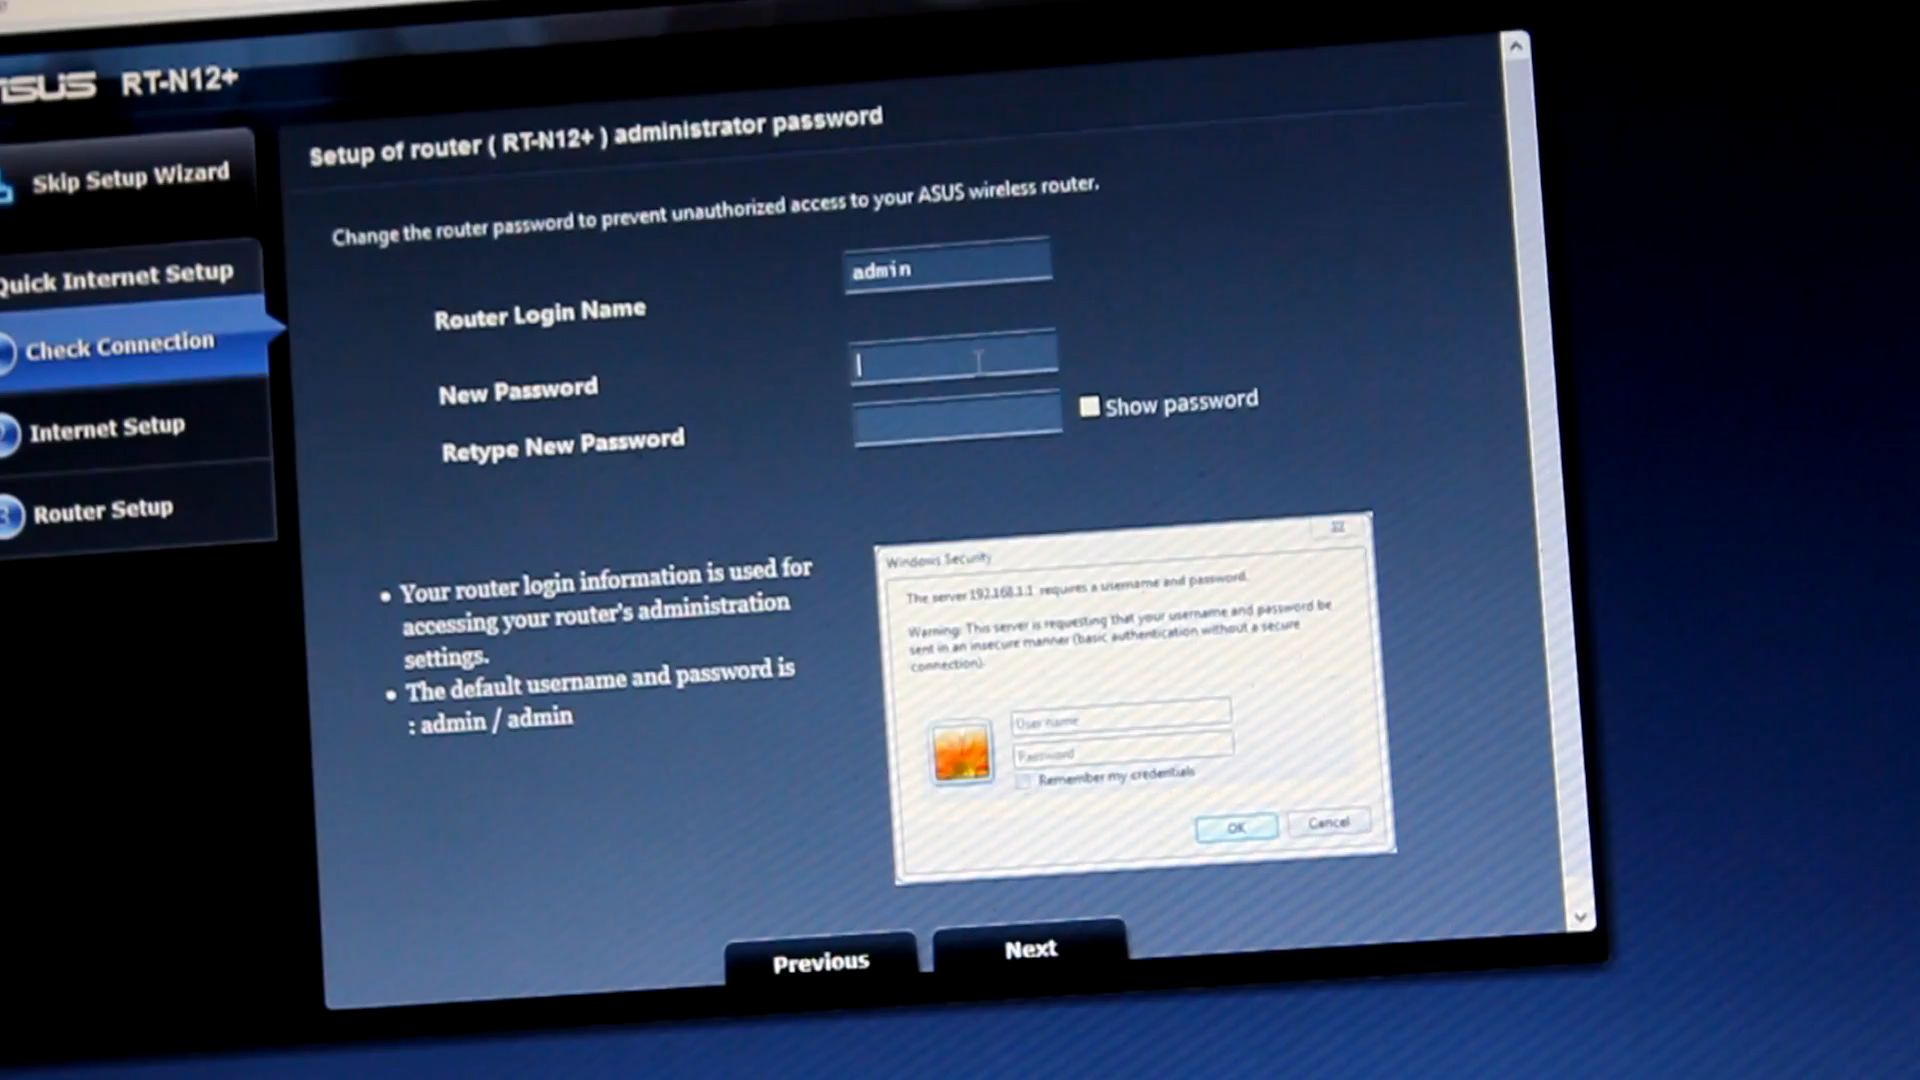 ASUS RT-N12+
Skip Setup Wizard
Quick Internet Setup
Check Connection
2 Internet Setup
3 Router Setup
Setup of router ( RT-N12+ ) administrator password
Change the router password to prevent unauthorized access to your ASUS wireless router.
Router Login Name
admin
New Password
Retype New Password
Show password
• Your router login information is used for
accessing your router's administration
settings.
• The default username and password is
: admin / admin
Windows Security
The server 192.168.1.1 requires a username and password.
Warning: This server is requesting that your username and password be
sent in an insecure manner (basic authentication without a secure
connection).
User name
Password
Remember my credentials
OK
Cancel
Previous
Next